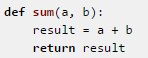 def sum(a, b):
    result = a + b
    return result